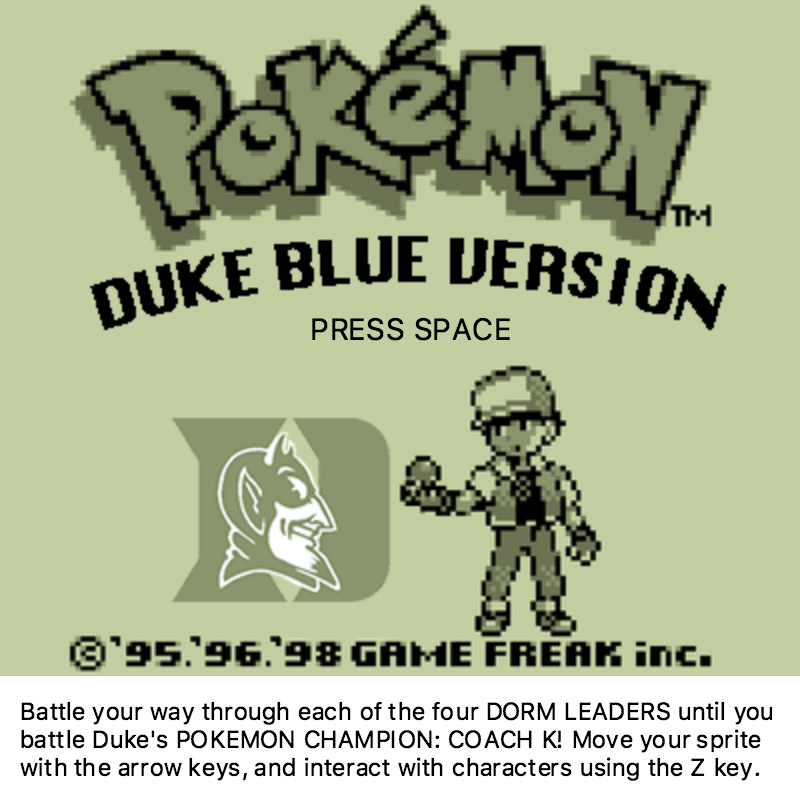 POKéMON
TM
DUKE BLUE VERSION
PRESS SPACE
©'95.'96.'98 GAME FREAK inc.
Battle your way through each of the four DORM LEADERS until you
battle Duke's POKEMON CHAMPION: COACH K! Move your sprite
with the arrow keys, and interact with characters using the Z key.